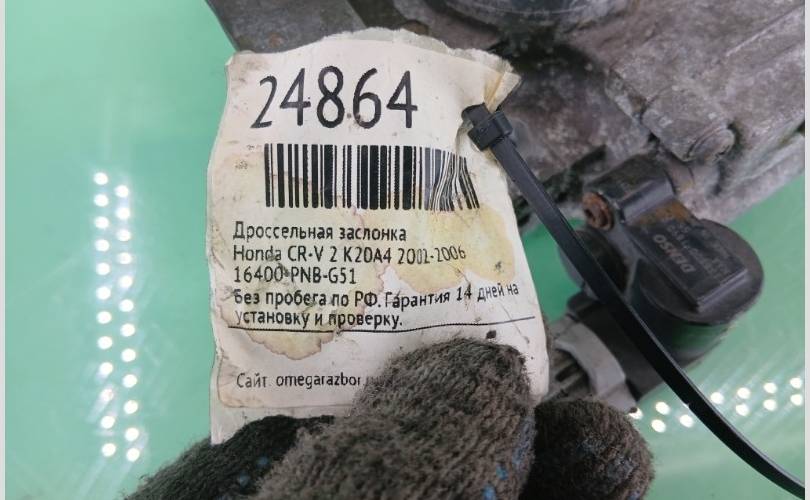 24864
Дроссельная заслонка
Honda CR-V 2 K20A4 2001-2006
16400-PNB-G51
Без пробега по РФ. Гарантия 14 дней на
установку и проверку.
Сайт: omegarazbor
DENSO